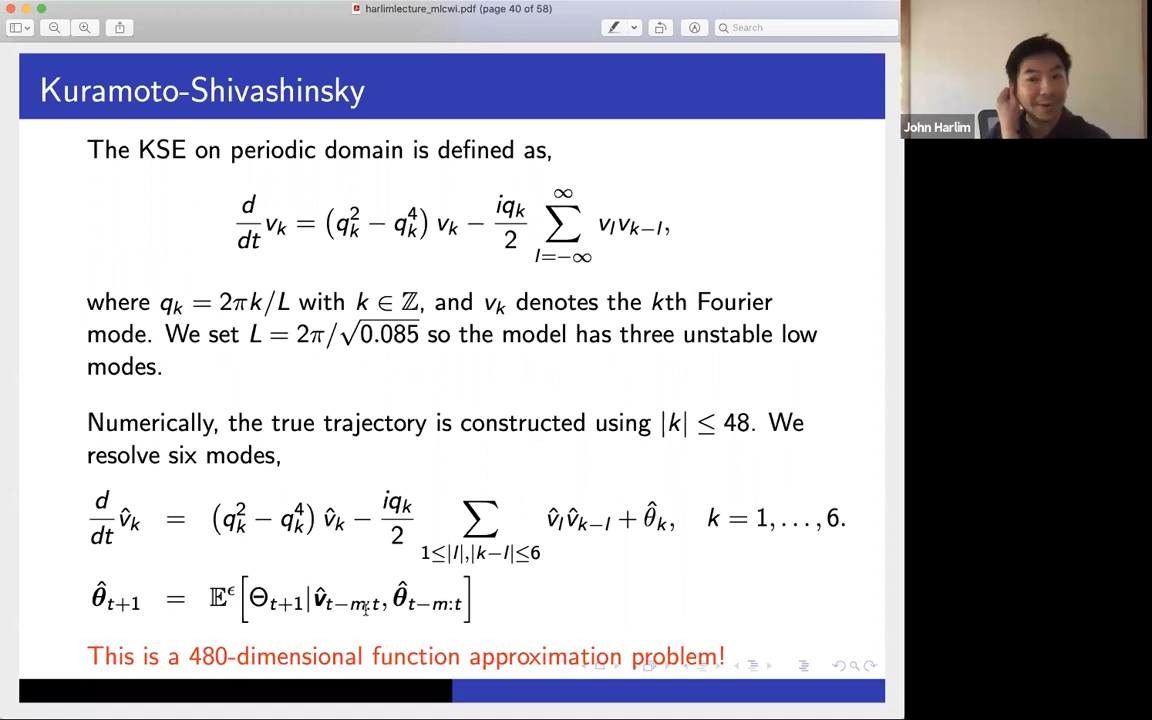 harlimlecture_mlcwi.pdf (page 40 of 58)
Search
John Harlim
Kuramoto-Shivashinsky
The KSE on periodic domain is defined as,
d/dt v_k = (q_k^2 − q_k^4) v_k − iq_k/2 ∑_{l=−∞}^{∞} v_l v_{k−l},
where q_k = 2πk/L with k ∈ ℤ, and v_k denotes the kth Fourier
mode. We set L = 2π/√0.085 so the model has three unstable low
modes.
Numerically, the true trajectory is constructed using |k| ≤ 48. We
resolve six modes,
d/dt v̂_k = (q_k^2 − q_k^4) v̂_k − iq_k/2 ∑_{1≤|l|,|k−l|≤6} v̂_l v̂_{k−l} + θ̂_k, k = 1, . . . , 6.
θ̂_{t+1} = 𝔼^ϵ[Θ_{t+1}|v̂_{t−m:t}, θ̂_{t−m:t}]
This is a 480-dimensional function approximation problem!